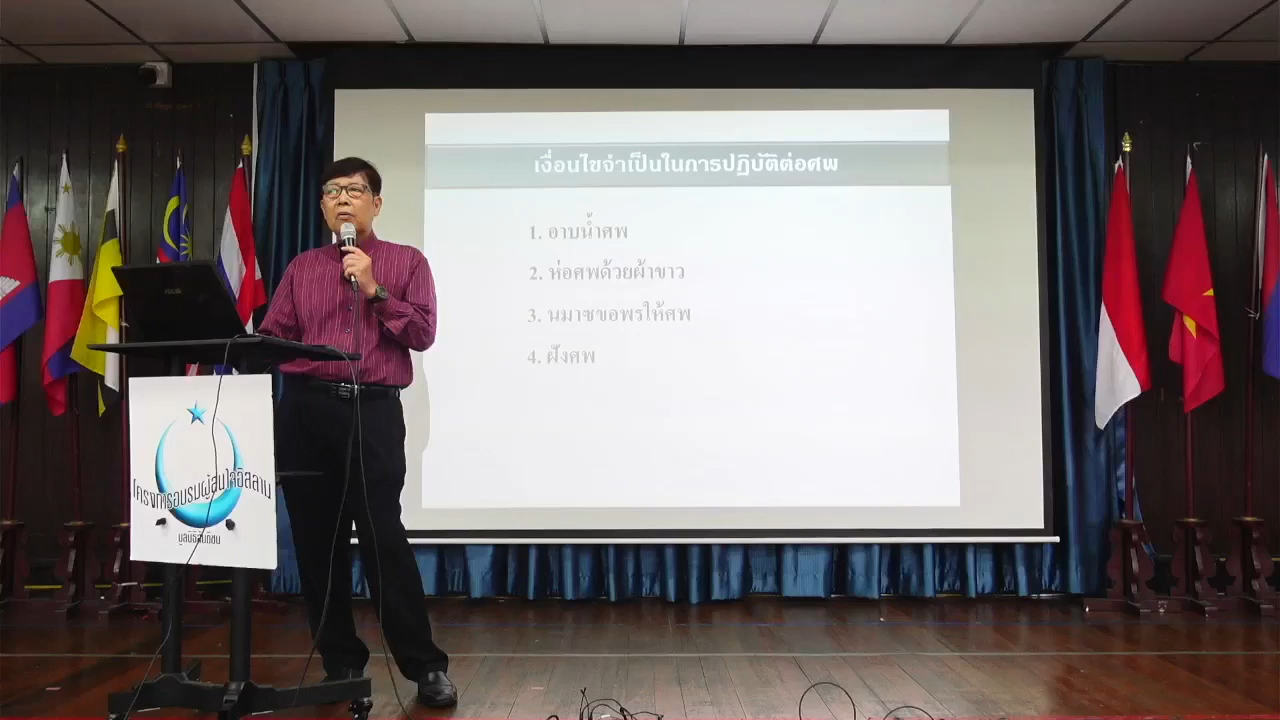 เงื่อนไขจำเป็นในการปฏิบัติต่อศพ
1. อาบน้ำศพ
2. ห่อศพด้วยผ้าขาว
3. นมาซขอพรให้ศพ
4. ฝังศพ
โครงการอบรมผู้สนใจอิสลาม
มูลนิธิสันติชน